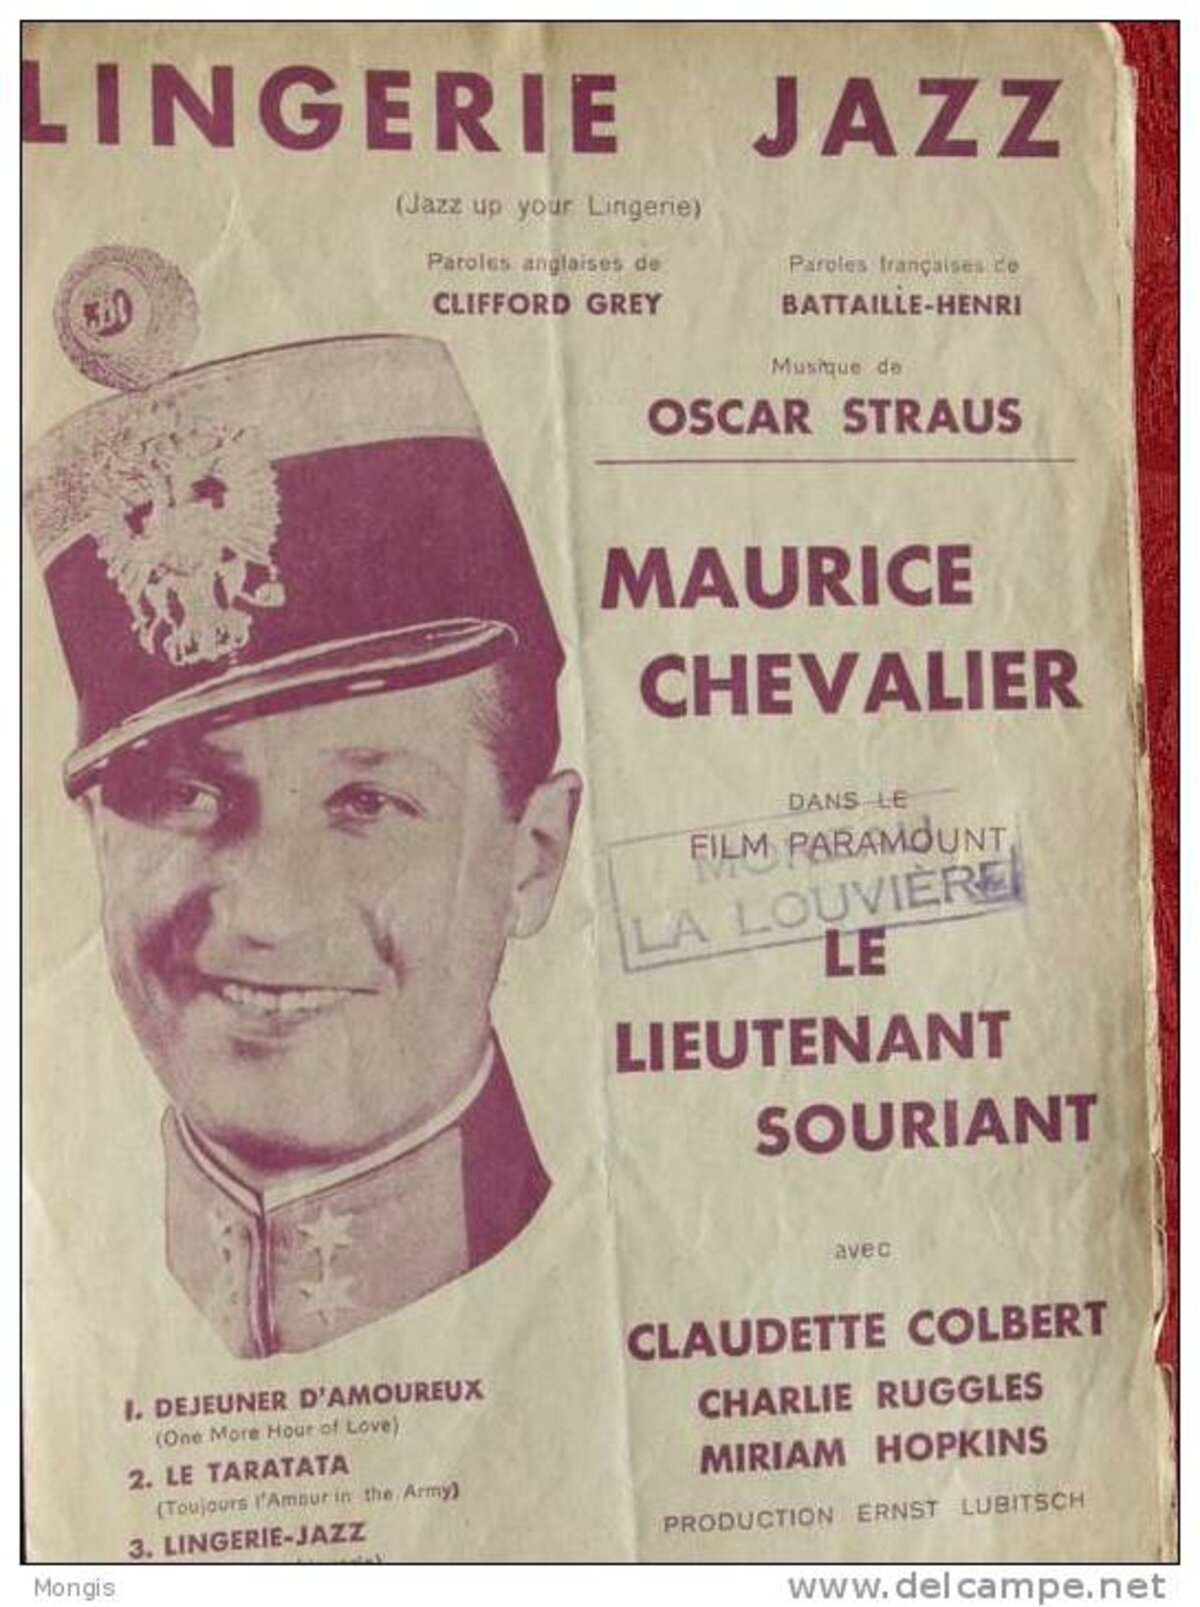 LINGERIE JAZZ
(Jazz up your Lingerie)
Paroles anglaises de
CLIFFORD GREY
Paroles françaises de
BATTAILLE-HENRI
Musique de
OSCAR STRAUS
MAURICE
CHEVALIER
DANS LE
FILM PARAMOUNT
LA LOUVIÈRE
LE
LIEUTENANT
SOURIANT
avec
CLAUDETTE COLBERT
CHARLIE RUGGLES
MIRIAM HOPKINS
PRODUCTION ERNST LUBITSCH
1. DEJEUNER D'AMOUREUX
(One More Hour of Love)
2. LE TARATATA
(Toujours l'Amour in the Army)
3. LINGERIE-JAZZ
Mongis
www.delcampe.net